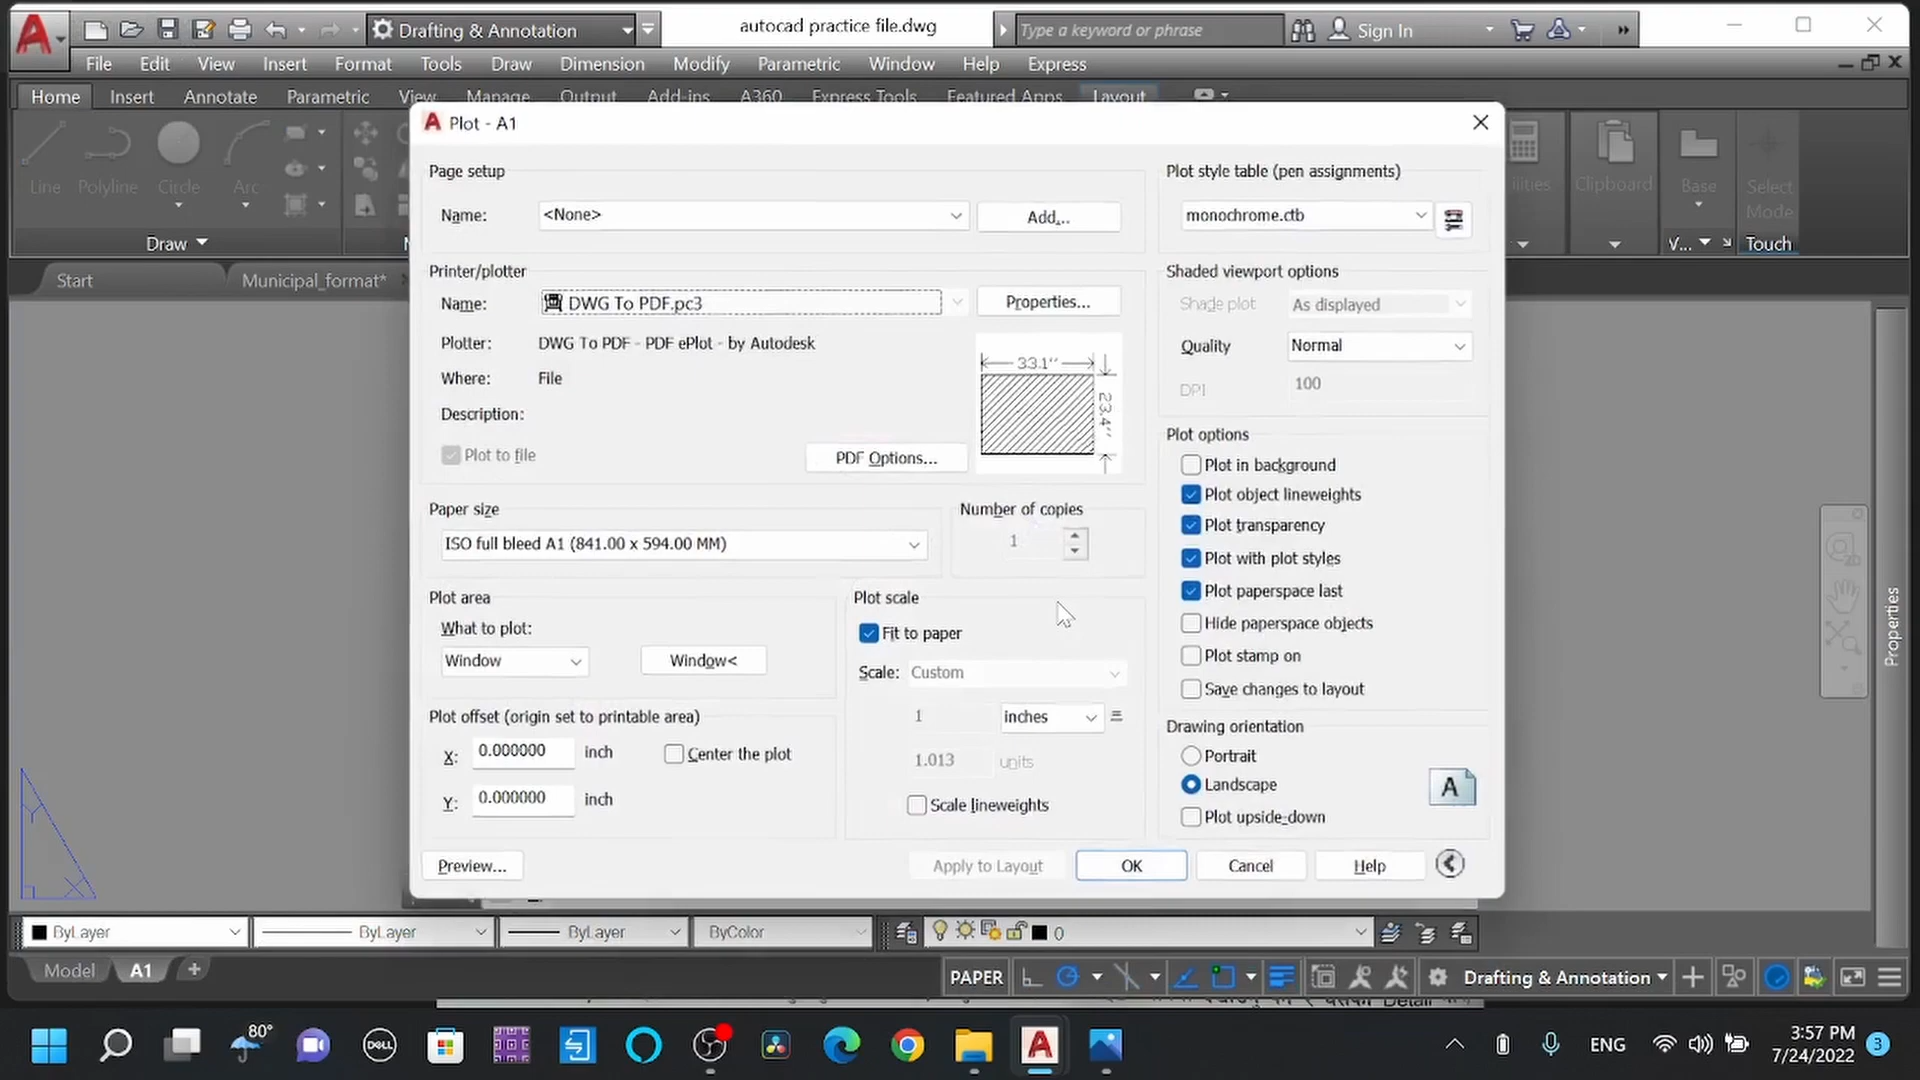 Drafting & Annotation
autocad practice file.dwg
Type a keyword or phrase
Sign In
File Edit View Insert Format Tools Draw Dimension Modify Parametric Window Help Express
Home Insert Annotate Parametric View Manage Output Add-ins A360 Express Tools Featured Apps Layout
Line Polyline Circle Arc
Draw
Clipboard
Base
Select
Mode
V...
Touch
Start
Municipal_format*
Plot - A1
Page setup
Name: <None> Add...
Printer/plotter
Name: DWG To PDF.pc3 Properties...
Plotter: DWG To PDF - PDF ePlot - by Autodesk
Where: File
Description:
Plot to file
PDF Options...
33.1''
23.4''
Paper size
ISO full bleed A1 (841.00 x 594.00 MM)
Number of copies
1
Plot area
What to plot:
Window
Window<
Plot scale
Fit to paper
Scale: Custom
1 inches =
1.013 units
Scale lineweights
Plot offset (origin set to printable area)
X: 0.000000 inch
Center the plot
Y: 0.000000 inch
Plot style table (pen assignments)
monochrome.ctb
Shaded viewport options
Shade plot As displayed
Quality Normal
DPI 100
Plot options
Plot in background
Plot object lineweights
Plot transparency
Plot with plot styles
Plot paperspace last
Hide paperspace objects
Plot stamp on
Save changes to layout
Drawing orientation
Portrait
Landscape
A
Plot upside-down
Preview... Apply to Layout OK Cancel Help
Properties
ByLayer ByLayer ByLayer ByColor 0
Model A1 +
PAPER
Drafting & Annotation
80°
DELL
ENG
3:57 PM
7/24/2022
3